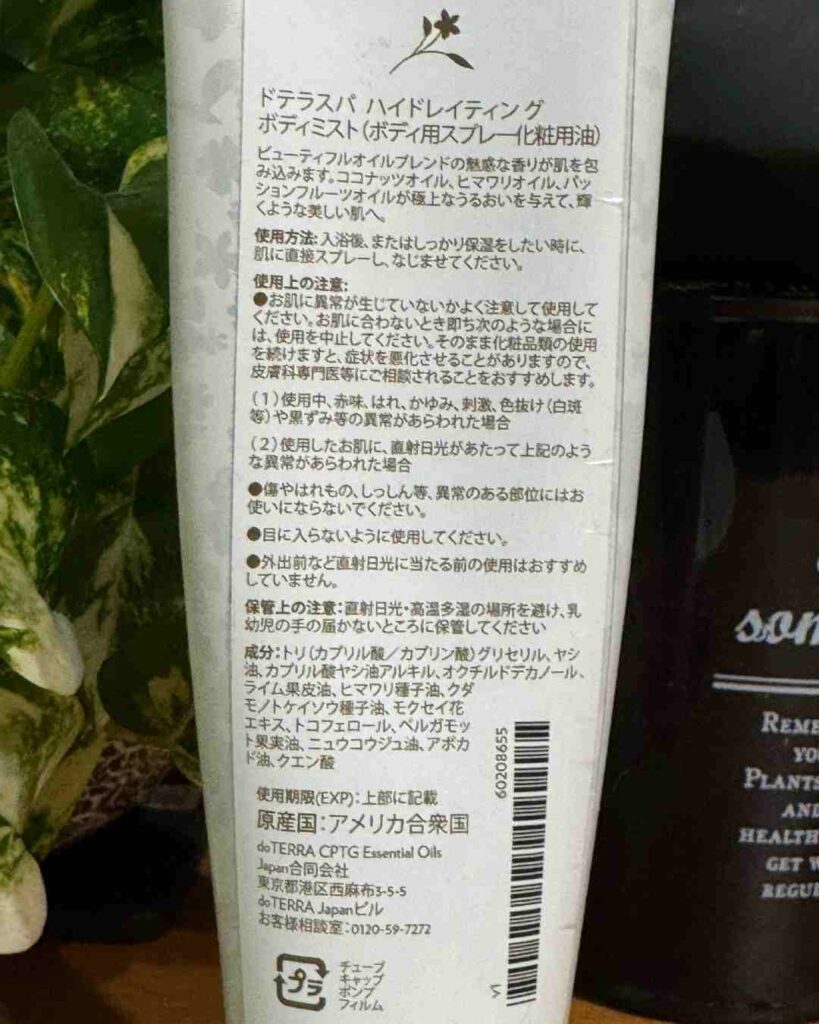 ドテラスパ ハイドレイティング
ボディミスト(ボディ用スプレー化粧用油)
ビューティフルオイルブレンドの魅惑な香りが肌を包
み込みます。ココナッツオイル、ヒマワリオイル、パッ
ションフルーツオイルが極上なうるおいを与えて、輝
くような美しい肌へ。
使用方法:入浴後、またはしっかり保湿をしたい時に、
肌に直接スプレーし、なじませてください。
使用上の注意:
●お肌に異常が生じていないかよく注意して使用して
ください。お肌に合わないとき即ち次のような場合に
は、使用を中止してください。そのまま化粧品類の使用
を続けますと、症状を悪化させることがありますので、
皮膚科専門医等にご相談されることをおすすめします。
(1)使用中、赤味、はれ、かゆみ、刺激、色抜け(白斑
等)や黒ずみ等の異常があらわれた場合
(2)使用したお肌に、直射日光があたって上記のよう
な異常があらわれた場合
●傷やはれもの、しっしん等、異常のある部位にはお
使いにならないでください。
●目に入らないように使用してください。
●外出前など直射日光に当たる前の使用はおすすめ
していません。
保管上の注意:直射日光・高温多湿の場所を避け、乳
幼児の手の届かないところに保管してください
成分:トリ(カプリル酸/カプリン酸)グリセリル、ヤシ
油、カプリル酸ヤシ油アルキル、オクチルドデカノール、
ライム果皮油、ヒマワリ種子油、クダ
モノトケイソウ種子油、モクセイ花
エキス、トコフェロール、ベルガモッ
ト果実油、ニュウコウジュ油、アボカ
ド油、クエン酸
60208655
使用期限(EXP):上部に記載
原産国:アメリカ合衆国
doTERRA CPTG Essential Oils
Japan合同会社
東京都港区西麻布3-5-5
doTERRA Japanビル
お客様相談室:0120-59-7272
プラ
チューブ
キャップ
ポンプ
フィルム
som
REME
YO
PLANTS
AND
HEALTH
GET W
REGUL